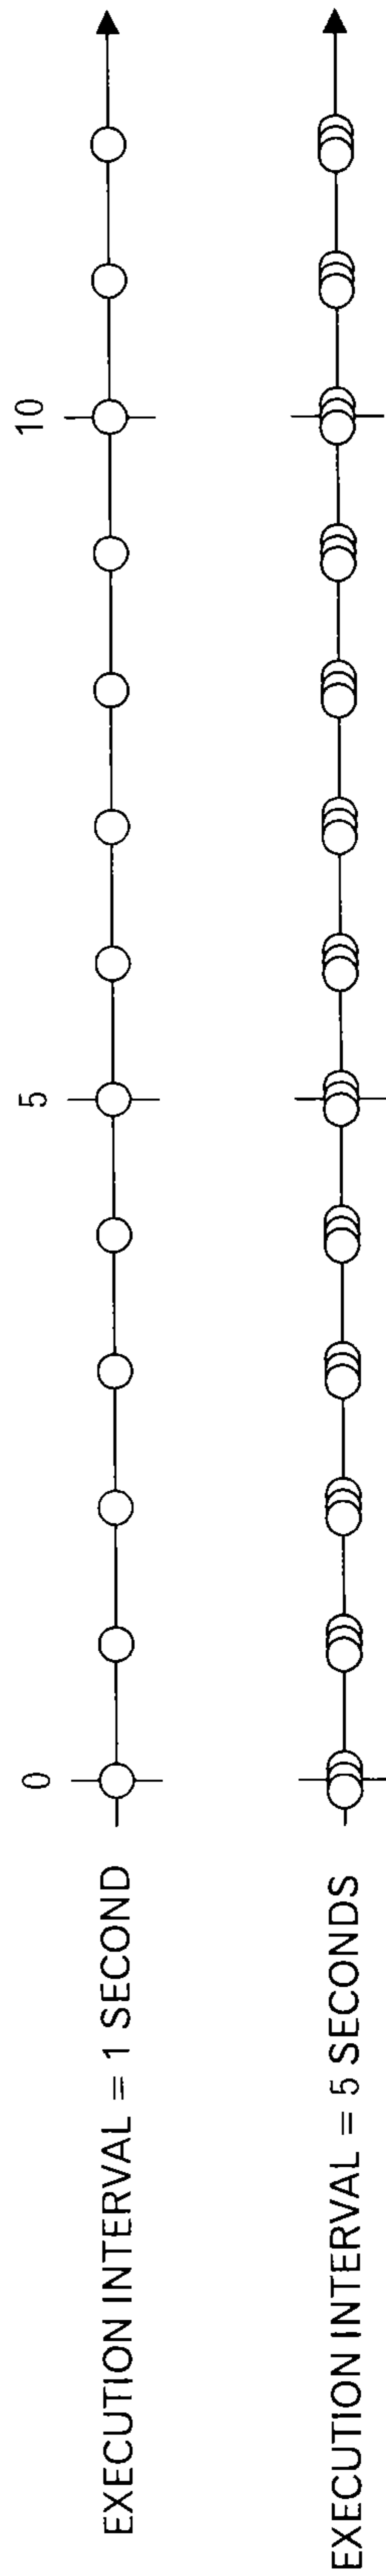 0 5 10
EXECUTION INTERVAL = 1 SECOND
EXECUTION INTERVAL = 5 SECONDS